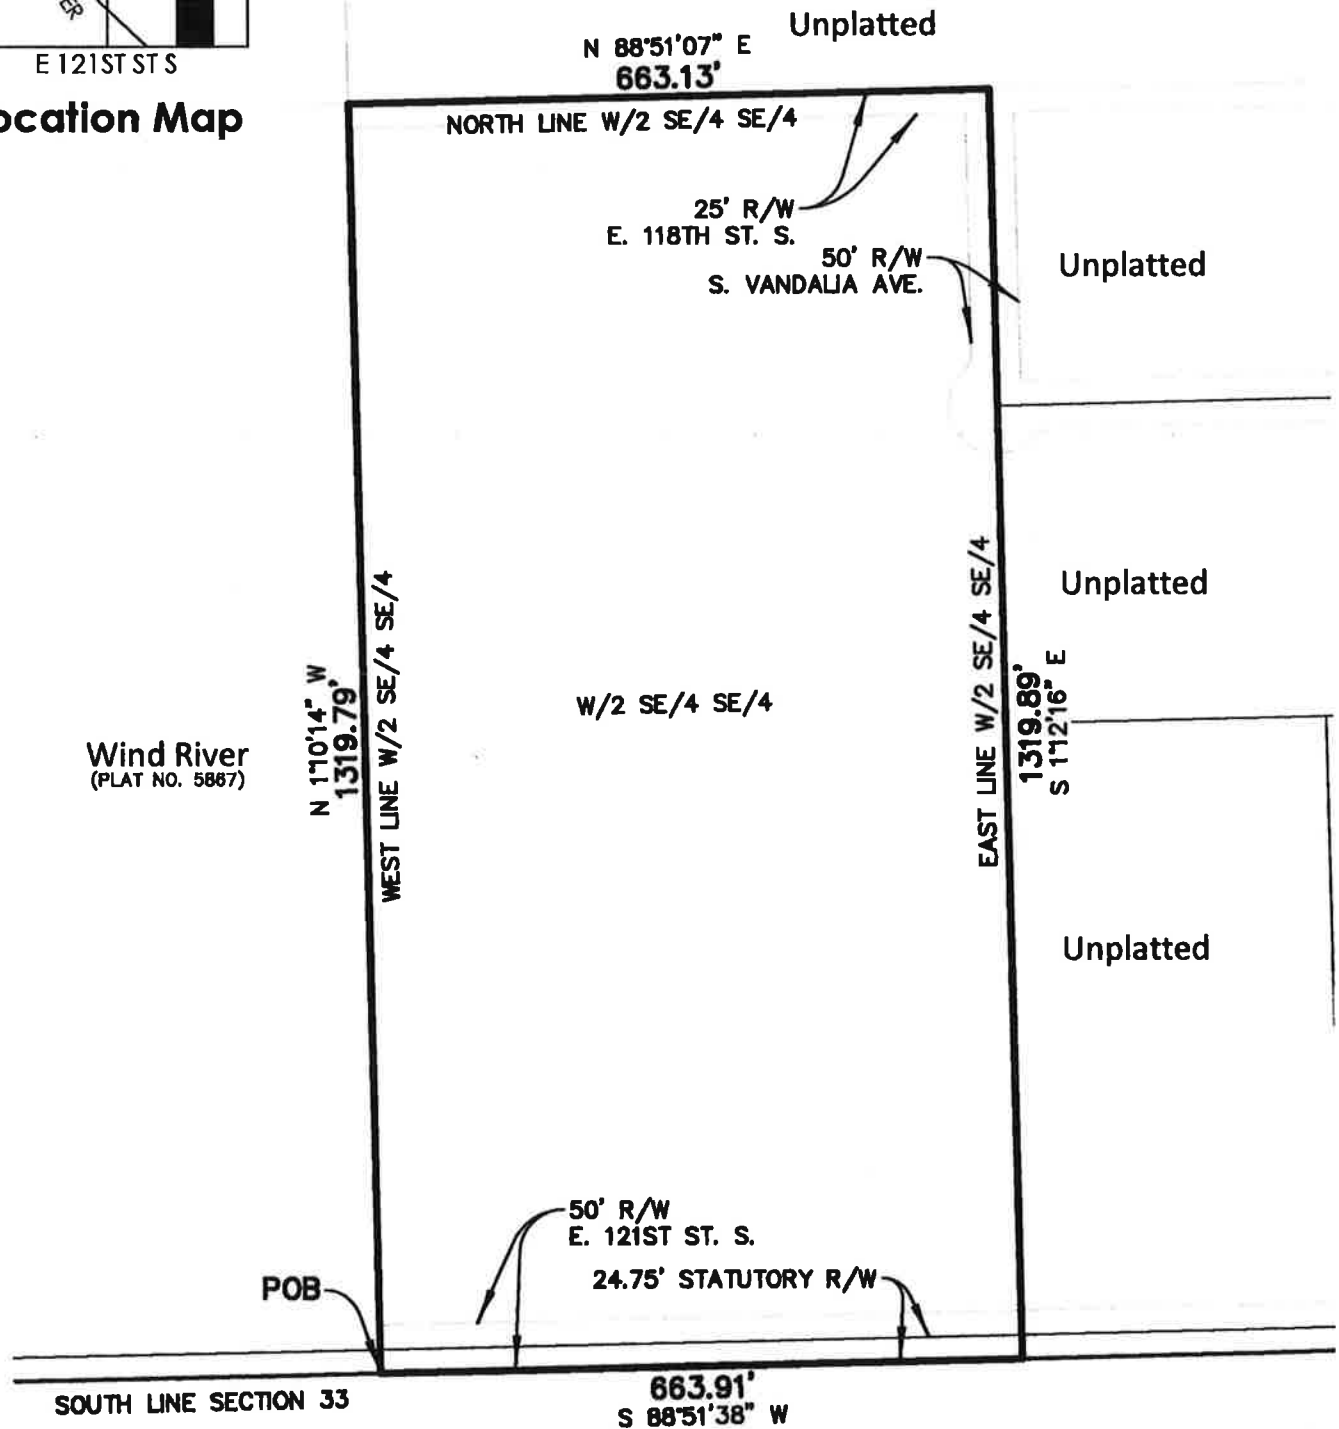 ER
E 121ST ST S
ocation Map
Unplatted
N 88°51'07" E
663.13'
NORTH LINE W/2 SE/4 SE/4
25' R/W
E. 118TH ST. S.
50' R/W
S. VANDALIA AVE.
Unplatted
WEST LINE W/2 SE/4 SE/4
N 1°10'14" W
1319.79'
W/2 SE/4 SE/4
EAST LINE W/2 SE/4 SE/4
1319.89'
S 1°12'16" E
Unplatted
Wind River
(PLAT NO. 5867)
Unplatted
50' R/W
E. 121ST ST. S.
24.75' STATUTORY R/W
POB
SOUTH LINE SECTION 33
663.91'
S 88°51'38" W